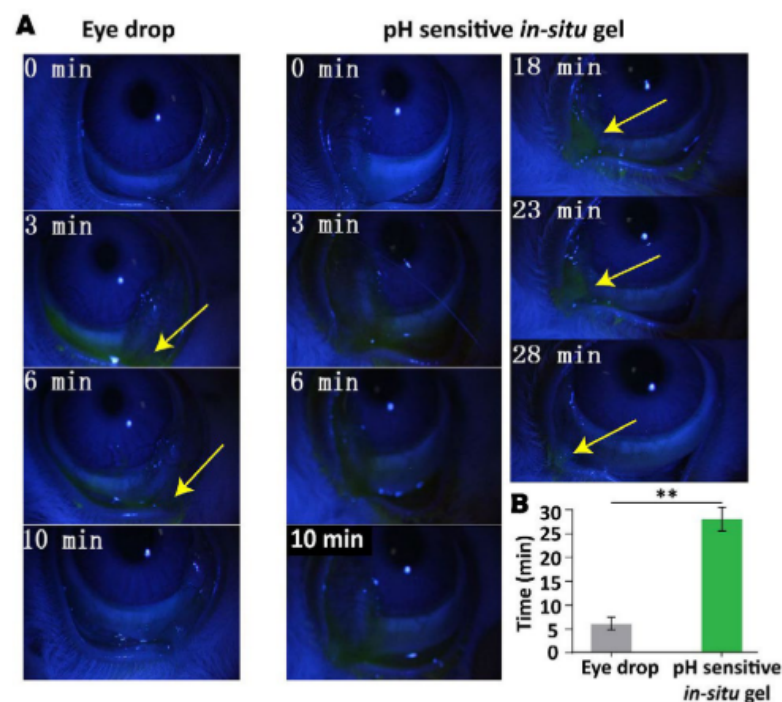 A
Eye drop
pH sensitive in-situ gel
0 min
3 min
6 min
10 min
0 min
3 min
6 min
10 min
18 min
23 min
28 min
B
**
Time (min)
30
25
20
15
10
5
0
Eye drop
pH sensitive
in-situ gel